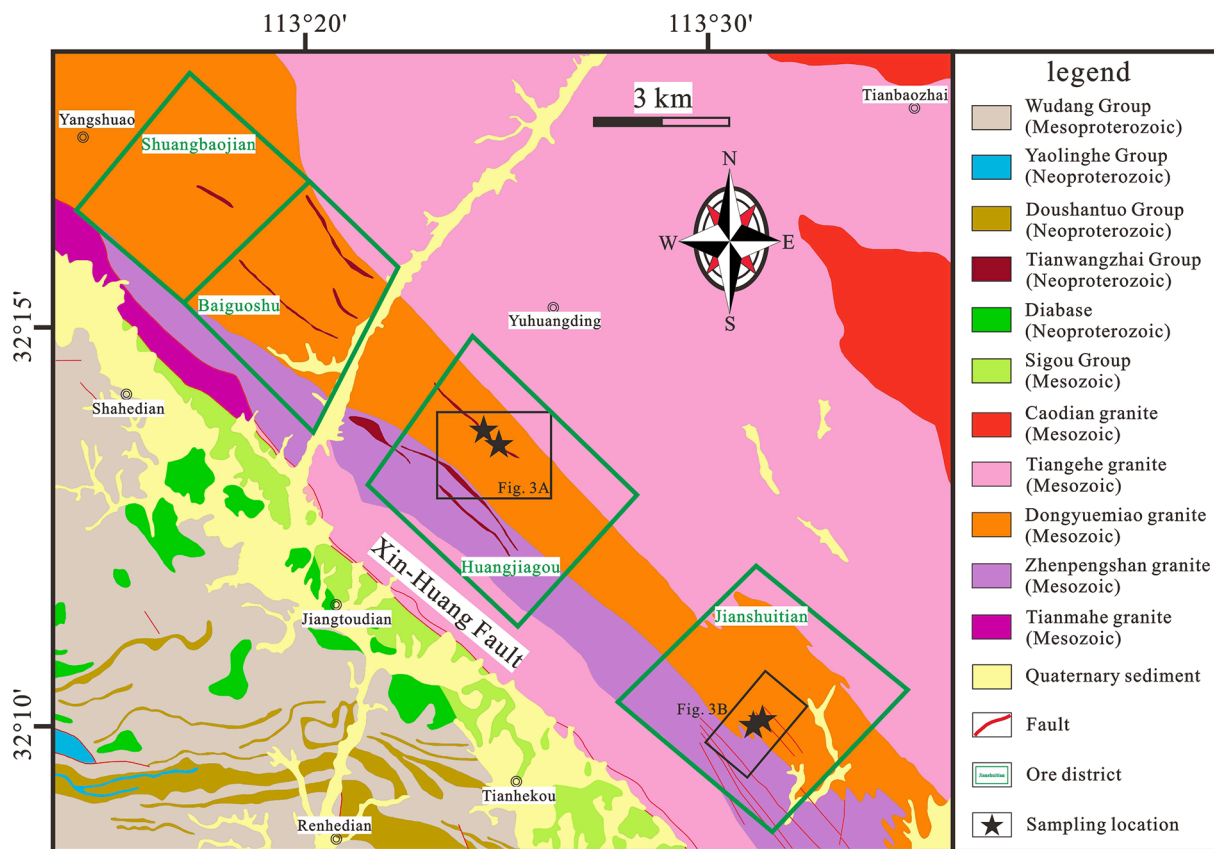 113°20'
113°30'
32°15'
32°10'
3 km
Tianbaozhai
Yangshuao
Shuangbaojian
N
W
E
S
Baiguoshu
Yuhuangding
Shahedian
Fig. 3A
Huangjiagou
Xin-Huang Fault
Jiangtoudian
Jianshuitian
Fig. 3B
Tianhekou
Renhedian
legend
Wudang Group
(Mesoproterozoic)
Yaolinghe Group
(Neoproterozoic)
Doushantuo Group
(Neoproterozoic)
Tianwangzhai Group
(Neoproterozoic)
Diabase
(Neoproterozoic)
Sigou Group
(Mesozoic)
Caodian granite
(Mesozoic)
Tiangehe granite
(Mesozoic)
Dongyuemiao granite
(Mesozoic)
Zhenpengshan granite
(Mesozoic)
Tianmahe granite
(Mesozoic)
Quaternary sediment
Fault
Jianshuitian
Ore district
Sampling location